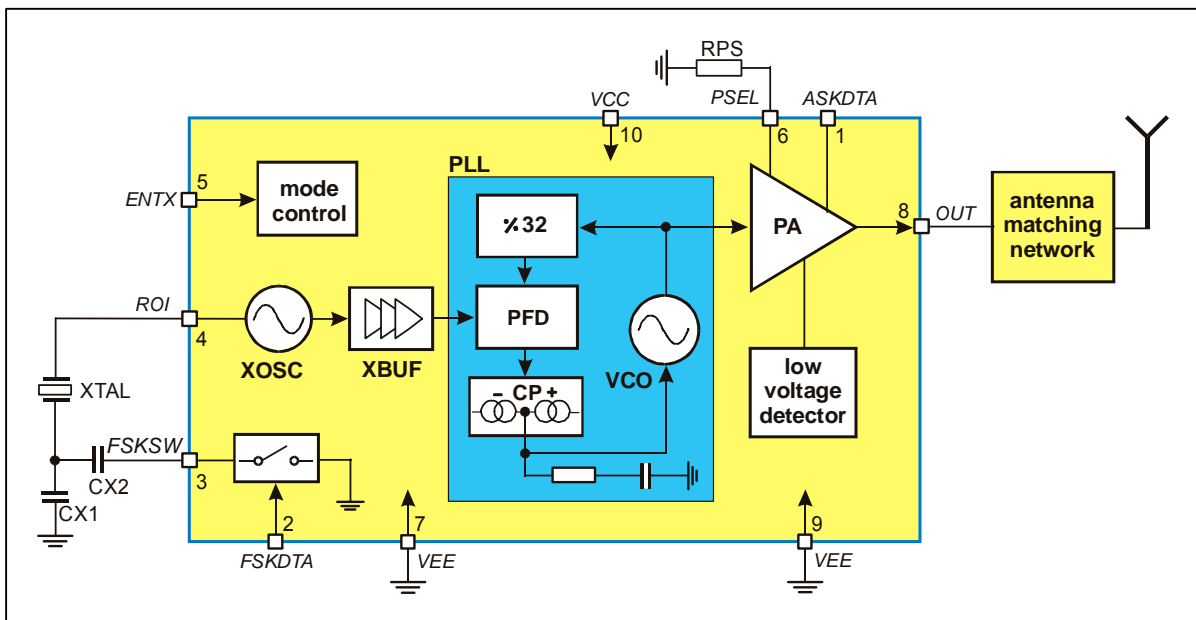 RPS
VCC
PSEL
ASKDTA
10
6
1
PLL
ENTX
5
mode
control
÷32
PA
8
OUT
antenna
matching
network
ROI
4
XOSC
XBUF
PFD
VCO
low
voltage
detector
- CP +
XTAL
FSKSW
3
CX2
CX1
2
FSKDTA
7
VEE
9
VEE